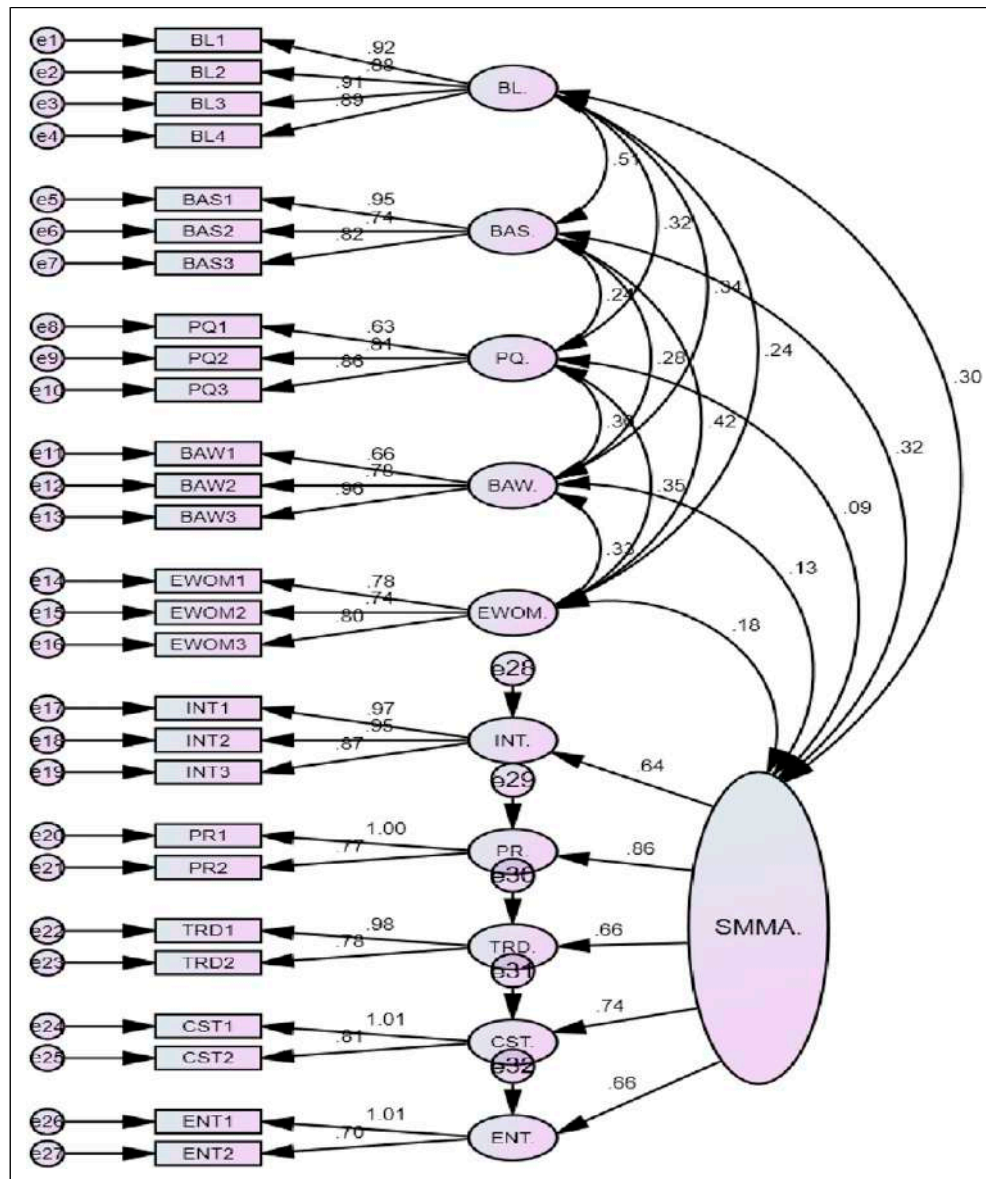 e1 BL1 .92
e2 BL2 .88
e3 BL3 .91 BL.
e4 BL4 .89
.51
e5 BAS1 .95
e6 BAS2 .74 BAS. .32
e7 BAS3 .82
.24 .34
e8 PQ1 .63
e9 PQ2 .81 PQ. .28 .24
e10 PQ3 .86
.30
.36 .42
.32
e11 BAW1 .66
e12 BAW2 .78 BAW. .35
e13 BAW3 .96
.09
.33 .13
e14 EWOM1 .78
e15 EWOM2 .74 EWOM.
e16 EWOM3 .80 .18
e28
e17 INT1 .97
e18 INT2 .95 INT.
e19 INT3 .87 .64
e29
e20 PR1 1.00
e21 PR2 .77 PR. .86
e30
e22 TRD1 .98 SMMA.
e23 TRD2 .78 TRD. .66
e31
e24 CST1 1.01 .74
e25 CST2 .81 CST.
e32
.66
e26 ENT1 1.01
e27 ENT2 .70 ENT.